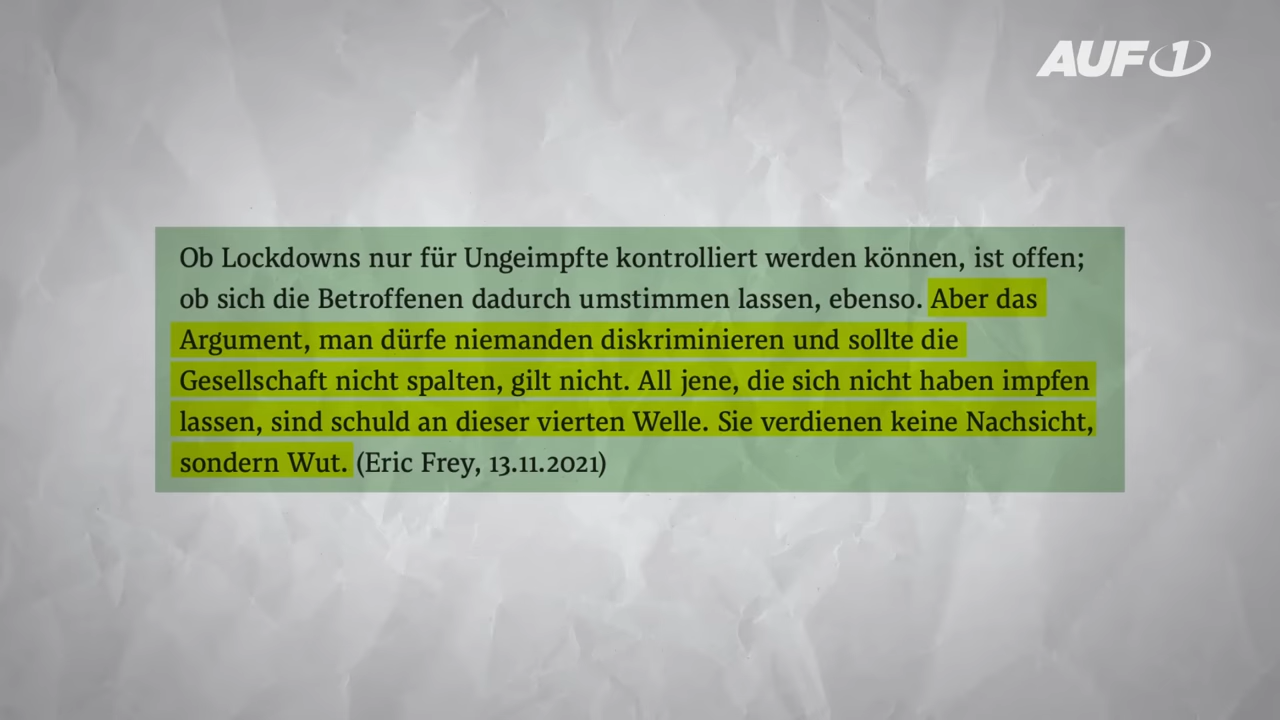 AUF1
Ob Lockdowns nur für Ungeimpfte kontrolliert werden können, ist offen;
ob sich die Betroffenen dadurch umstimmen lassen, ebenso. Aber das
Argument, man dürfe niemanden diskriminieren und sollte die
Gesellschaft nicht spalten, gilt nicht. All jene, die sich nicht haben impfen
lassen, sind schuld an dieser vierten Welle. Sie verdienen keine Nachsicht,
sondern Wut. (Eric Frey, 13.11.2021)